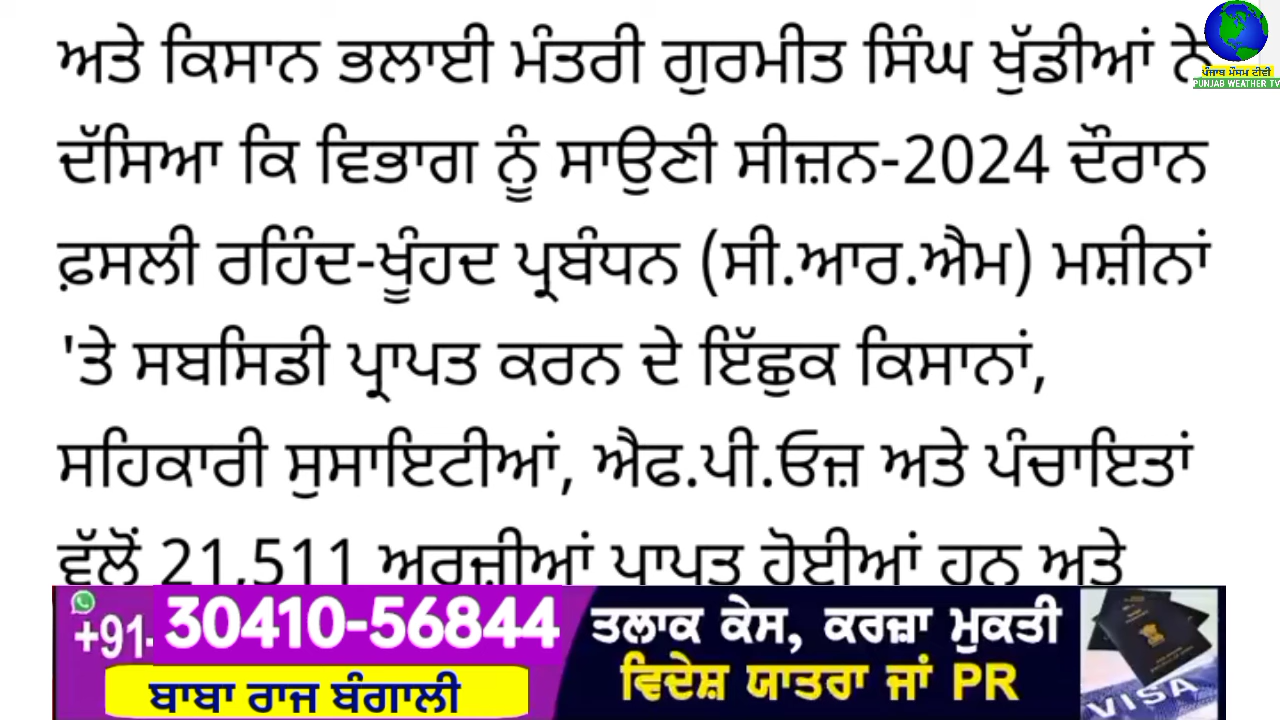 ਅਤੇ ਕਿਸਾਨ ਭਲਾਈ ਮੰਤਰੀ ਗੁਰਮੀਤ ਸਿੰਘ ਖੁੱਡੀਆਂ ਨੇ
ਪੰਜਾਬ ਮੌਸਮ ਟੀਵੀ
PUNJAB WEATHER TV
ਦੱਸਿਆ ਕਿ ਵਿਭਾਗ ਨੂੰ ਸਾਉਣੀ ਸੀਜ਼ਨ-2024 ਦੌਰਾਨ
ਫ਼ਸਲੀ ਰਹਿੰਦ-ਖੂੰਹਦ ਪ੍ਰਬੰਧਨ (ਸੀ.ਆਰ.ਐਮ) ਮਸ਼ੀਨਾਂ
'ਤੇ ਸਬਸਿਡੀ ਪ੍ਰਾਪਤ ਕਰਨ ਦੇ ਇੱਛੁਕ ਕਿਸਾਨਾਂ,
ਸਹਿਕਾਰੀ ਸੁਸਾਇਟੀਆਂ, ਐਫ.ਪੀ.ਓਜ਼ ਅਤੇ ਪੰਚਾਇਤਾਂ
ਵੱਲੋਂ 21,511 ਅਰਜ਼ੀਆਂ ਪ੍ਰਾਪਤ ਹੋਈਆਂ ਹਨ ਅਤੇ
+91. 30410-56844
ਬਾਬਾ ਰਾਜ ਬੰਗਾਲੀ
ਤਲਾਕ ਕੇਸ, ਕਰਜ਼ਾ ਮੁਕਤੀ
ਵਿਦੇਸ਼ ਯਾਤਰਾ ਜਾਂ PR
VISA